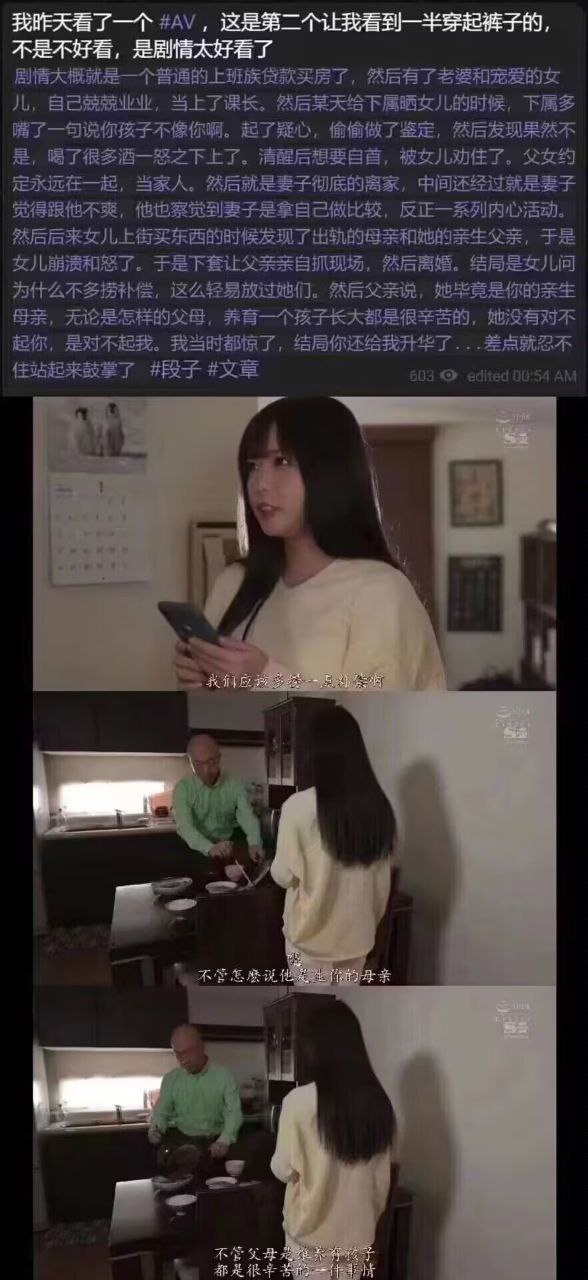 我昨天看了一个 #AV ，这是第二个让我看到一半穿起裤子的，
不是不好看，是剧情太好看了
剧情大概就是一个普通的上班族贷款买房了，然后有了老婆和宠爱的女
儿，自己兢兢业业，当上了课长。然后某天给下属晒女儿的时候，下属多
嘴了一句说你孩子不像你啊。起了疑心，偷偷做了鉴定，然后发现果然不
是，喝了很多酒一怒之下上了。清醒后想要自首，被女儿劝住了。父女约
定永远在一起，当家人。然后就是妻子彻底的离家，中间还经过就是妻子
觉得跟他不爽，他也察觉到妻子是拿自己做比较，反正一系列内心活动。
然后后来女儿上街买东西的时候发现了出轨的母亲和她的亲生父亲，于是
女儿崩溃和怒了。于是下套让父亲亲自抓现场，然后离婚。结局是女儿问
为什么不多捞补偿，这么轻易放过她们。然后父亲说，她毕竟是你的亲生
母亲，无论是怎样的父母，养育一个孩子长大都是很辛苦的，她没有对不
起你，是对不起我。我当时都惊了，结局你还给我升华了...差点就忍不
住站起来鼓掌了 #段子 #文章
603 edited 00:54 AM
我们应该多捞一点补偿啊
不管怎麽说他是生你的母亲
不管父母是谁养育孩子
都是很辛苦的一件事情